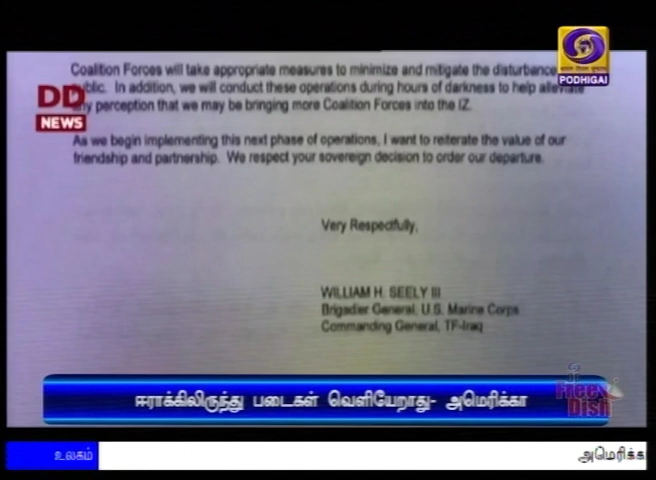 Coalition Forces will take appropriate measures to minimize and mitigate the disturbance
public. In addition, we will conduct these operations during hours of darkness to help alleviate
any perception that we may be bringing more Coalition Forces into the IZ.
As we begin implementing this next phase of operations, I want to reiterate the value of our
friendship and partnership. We respect your sovereign decision to order our departure.
Very Respectfully,
WILLIAM H. SEELY III
Brigadier General, U.S. Marine Corps
Commanding General, TF-Iraq
DD
NEWS
PODHIGAI
ஈராக்கிலிருந்து படைகள் வெளியேறாது- அமெரிக்கா
Free
Dish
உலகம்
அமெரிக்க